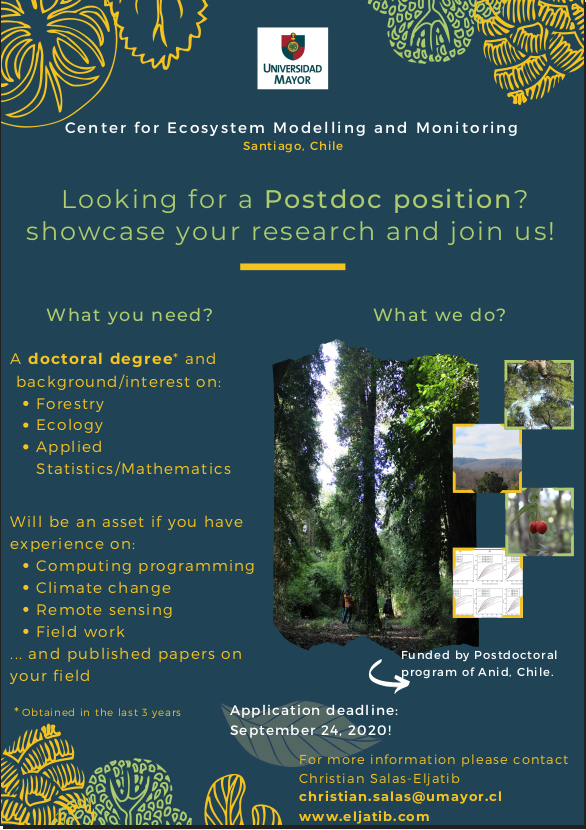 UNIVERSIDAD
MAYOR
Center for Ecosystem Modelling and Monitoring
Santiago, Chile
Looking for a Postdoc position?
showcase your research and join us!
What you need?
A doctoral degree* and
background/interest on:
• Forestry
• Ecology
• Applied
Statistics/Mathematics
Will be an asset if you have
experience on:
• Computing programming
• Climate change
• Remote sensing
• Field work
... and published papers on
your field
*Obtained in the last 3 years
What we do?
Funded by Postdoctoral
program of Anid, Chile.
Application deadline:
September 24, 2020!
For more information please contact
Christian Salas-Eljatib
christian.salas@umayor.cl
www.eljatib.com